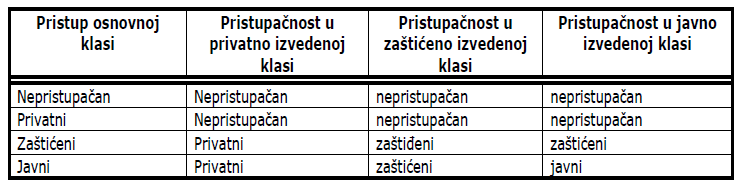 Pristup osnovnoj klasi Pristupačnost u privatno izvedenoj klasi Pristupačnost u zaštićeno izvedenoj klasi Pristupačnost u javno izvedenoj klasi
Nepristupačan Nepristupačan nepristupačan nepristupačan
Privatni Nepristupačan nepristupačan nepristupačan
Zaštićeni Privatni zaštiđeni zaštićeni
Javni Privatni zaštićeni javni